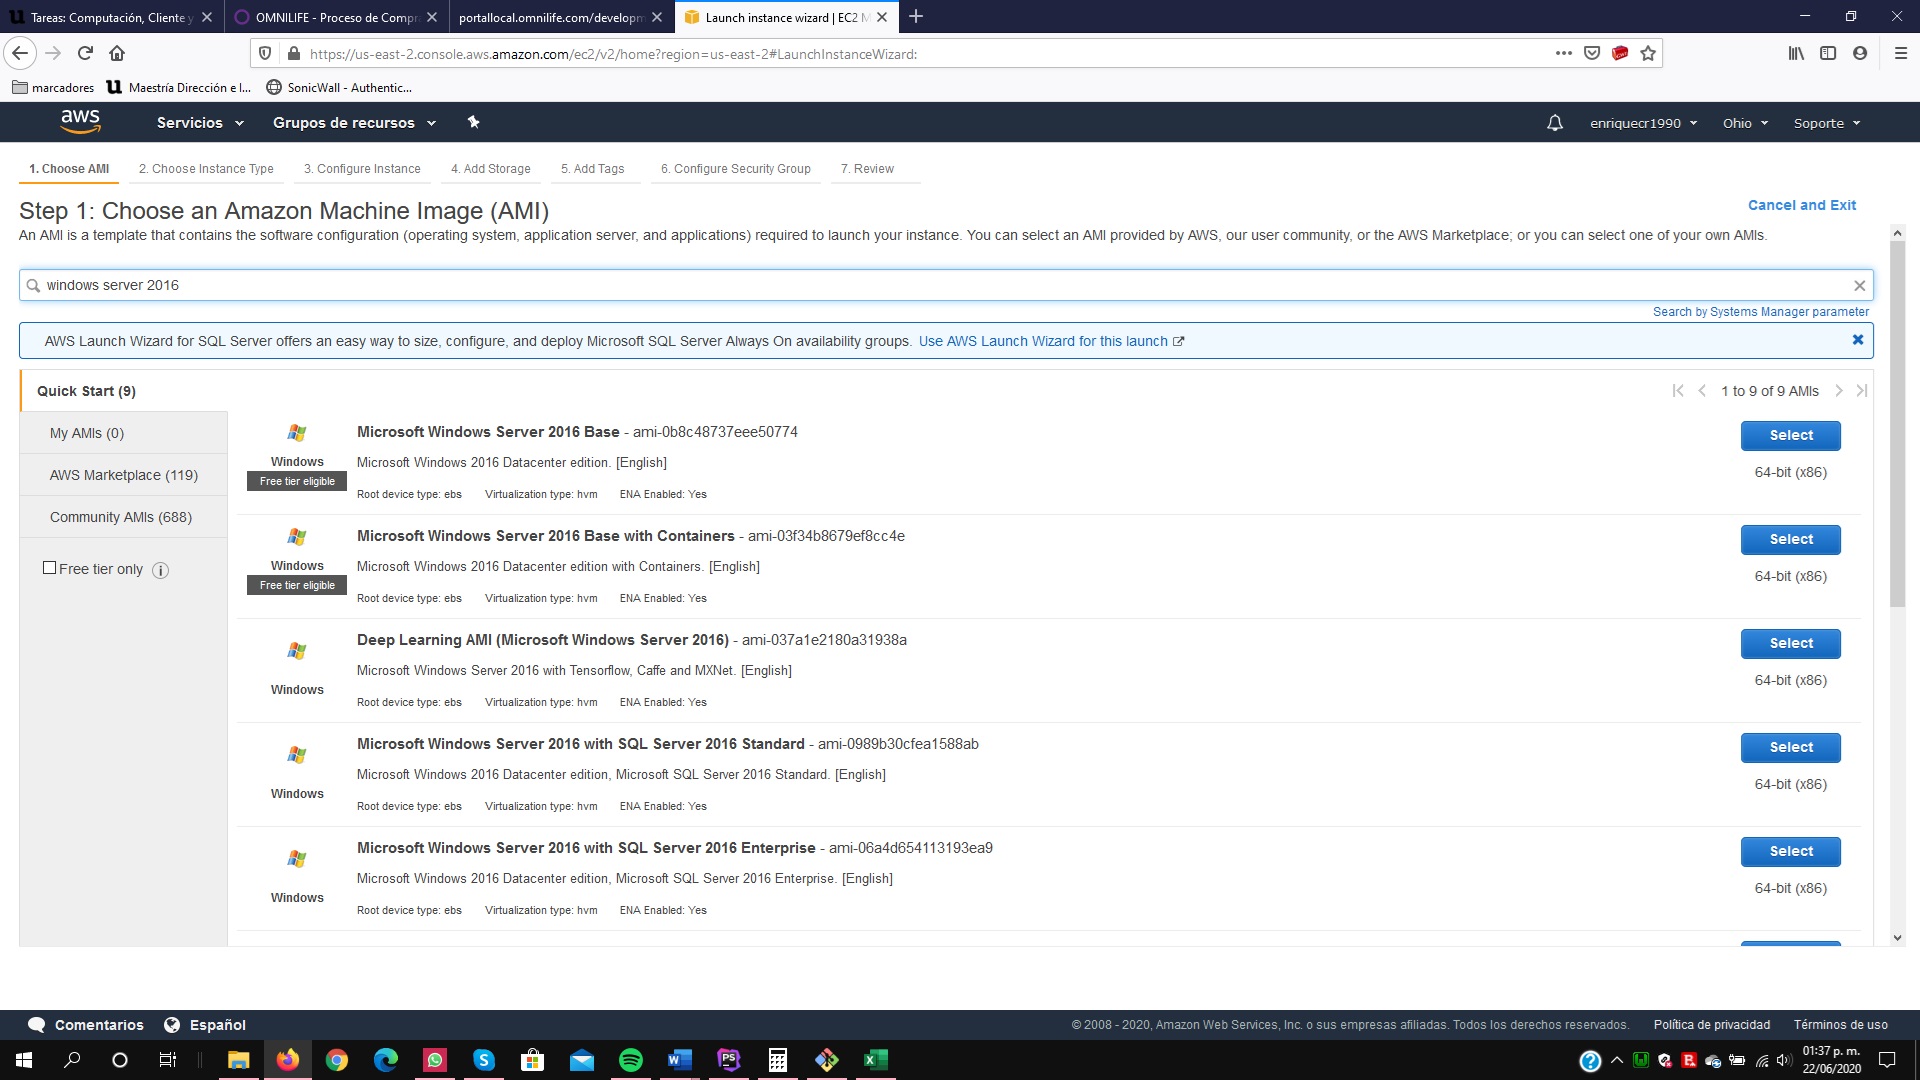 Tareas: Computación, Cliente y
OMNILIFE - Proceso de Compr
portallocal.omnilife.com/developm
Launch instance wizard | EC2 M
https://us-east-2.console.aws.amazon.com/ec2/v2/home?region=us-east-2#LaunchInstanceWizard:
marcadores
Maestría Dirección e I...
SonicWall - Authentic...
aws
Servicios
Grupos de recursos
enriquecr1990
Ohio
Soporte
1. Choose AMI
2. Choose Instance Type
3. Configure Instance
4. Add Storage
5. Add Tags
6. Configure Security Group
7. Review
Step 1: Choose an Amazon Machine Image (AMI)
Cancel and Exit
An AMI is a template that contains the software configuration (operating system, application server, and applications) required to launch your instance. You can select an AMI provided by AWS, our user community, or the AWS Marketplace; or you can select one of your own AMIs.
windows server 2016
Search by Systems Manager parameter
AWS Launch Wizard for SQL Server offers an easy way to size, configure, and deploy Microsoft SQL Server Always On availability groups. Use AWS Launch Wizard for this launch
Quick Start (9)
1 to 9 of 9 AMIs
My AMIs (0)
AWS Marketplace (119)
Community AMIs (688)
Free tier only
Windows
Free tier eligible
Microsoft Windows Server 2016 Base - ami-0b8c48737eee50774
Microsoft Windows 2016 Datacenter edition. [English]
Root device type: ebs Virtualization type: hvm ENA Enabled: Yes
Select
64-bit (x86)
Windows
Free tier eligible
Microsoft Windows Server 2016 Base with Containers - ami-03f34b8679ef8cc4e
Microsoft Windows 2016 Datacenter edition with Containers. [English]
Root device type: ebs Virtualization type: hvm ENA Enabled: Yes
Select
64-bit (x86)
Windows
Deep Learning AMI (Microsoft Windows Server 2016) - ami-037a1e2180a31938a
Microsoft Windows Server 2016 with Tensorflow, Caffe and MXNet. [English]
Root device type: ebs Virtualization type: hvm ENA Enabled: Yes
Select
64-bit (x86)
Windows
Microsoft Windows Server 2016 with SQL Server 2016 Standard - ami-0989b30cfea1588ab
Microsoft Windows 2016 Datacenter edition, Microsoft SQL Server 2016 Standard. [English]
Root device type: ebs Virtualization type: hvm ENA Enabled: Yes
Select
64-bit (x86)
Windows
Microsoft Windows Server 2016 with SQL Server 2016 Enterprise - ami-06a4d654113193ea9
Microsoft Windows 2016 Datacenter edition, Microsoft SQL Server 2016 Enterprise. [English]
Root device type: ebs Virtualization type: hvm ENA Enabled: Yes
Select
64-bit (x86)
Comentarios
Español
© 2008 - 2020, Amazon Web Services, Inc. o sus empresas afiliadas. Todos los derechos reservados.
Política de privacidad
Términos de uso
01:37 p. m.
22/06/2020